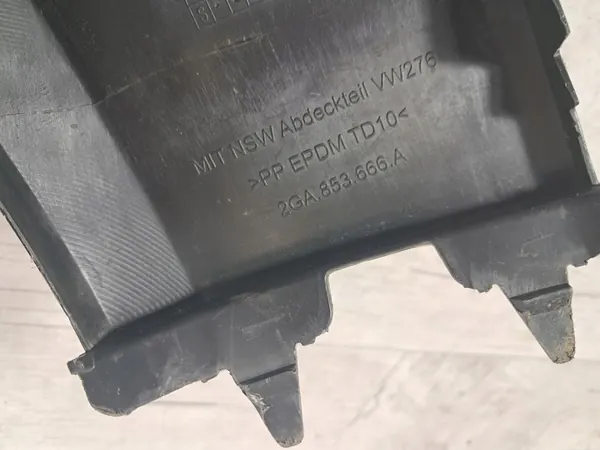 MIT NSW Abdeckteil VW276
>PP EPDM TD10<
2GA.853.666.A